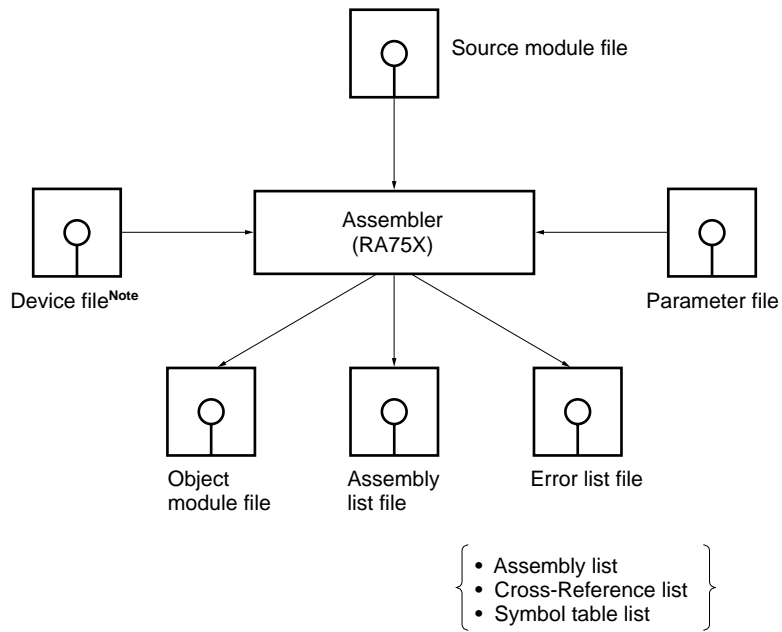 Source module file
Assembler
(RA75X)
Device fileNote
Parameter file
Object
module file
Assembly
list file
Error list file
• Assembly list
• Cross-Reference list
• Symbol table list